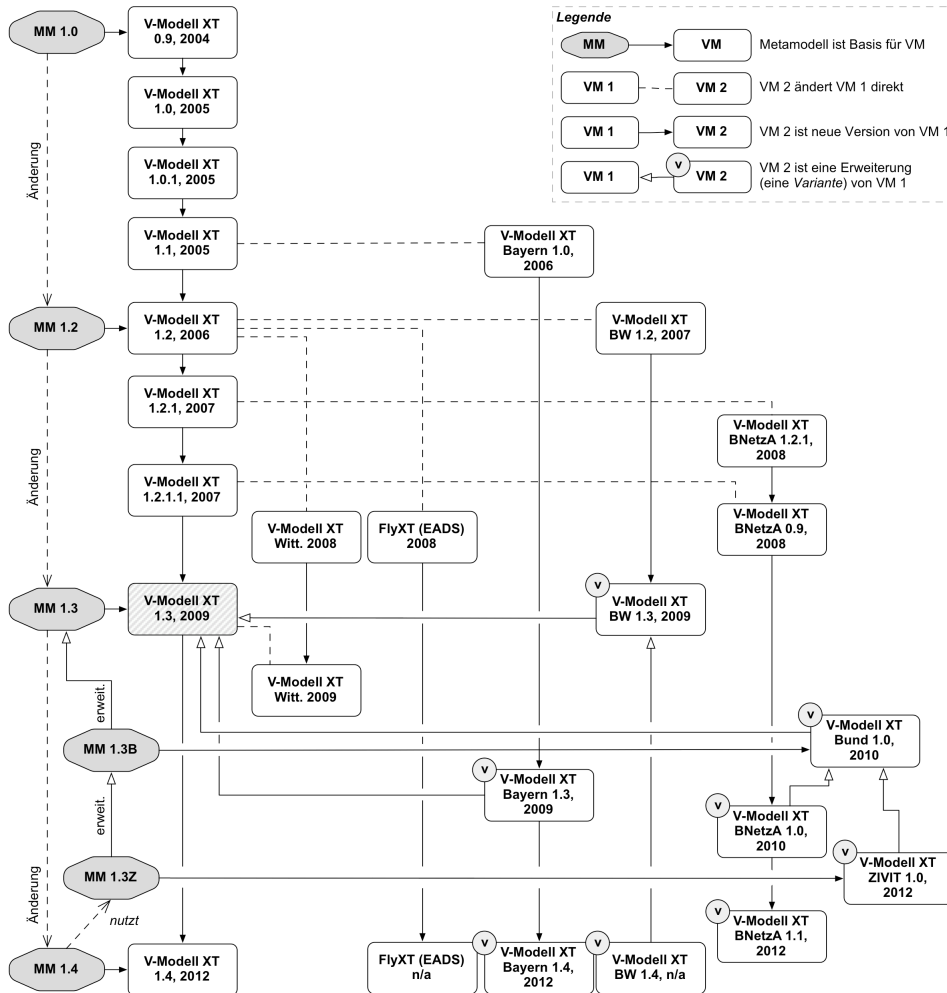 MM 1.0
V-Modell XT
0.9, 2004
Legende
MM
VM
Metamodell ist Basis für VM
VM 1
VM 2
VM 2 ändert VM 1 direkt
VM 1
VM 2
VM 2 ist neue Version von VM 1
VM 1
v
VM 2
VM 2 ist eine Erweiterung
(eine Variante) von VM 1
V-Modell XT
1.0, 2005
Änderung
V-Modell XT
1.0.1, 2005
V-Modell XT
1.1, 2005
V-Modell XT
Bayern 1.0,
2006
MM 1.2
V-Modell XT
1.2, 2006
V-Modell XT
BW 1.2, 2007
V-Modell XT
1.2.1, 2007
V-Modell XT
BNetzA 1.2.1,
2008
Änderung
V-Modell XT
1.2.1.1, 2007
V-Modell XT
BNetzA 0.9,
2008
V-Modell XT
Witt. 2008
FlyXT (EADS)
2008
MM 1.3
V-Modell XT
1.3, 2009
v
V-Modell XT
BW 1.3, 2009
V-Modell XT
Witt. 2009
erweit.
MM 1.3B
v
V-Modell XT
Bund 1.0,
2010
v
V-Modell XT
Bayern 1.3,
2009
erweit.
v
V-Modell XT
BNetzA 1.0,
2010
MM 1.3Z
v
V-Modell XT
ZIVIT 1.0,
2012
Änderung
nutzt
v
V-Modell XT
BNetzA 1.1,
2012
MM 1.4
V-Modell XT
1.4, 2012
FlyXT (EADS)
n/a
v
V-Modell XT
Bayern 1.4,
2012
v
V-Modell XT
BW 1.4, n/a